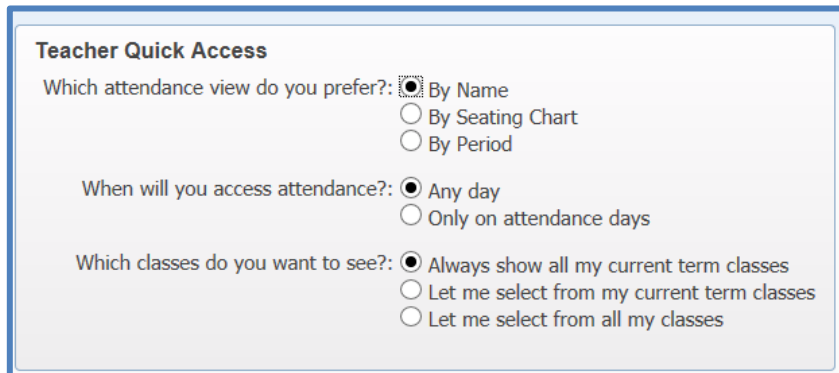 Teacher Quick Access
Which attendance view do you prefer?: By Name
By Seating Chart
By Period
When will you access attendance?: Any day
Only on attendance days
Which classes do you want to see?: Always show all my current term classes
Let me select from my current term classes
Let me select from all my classes